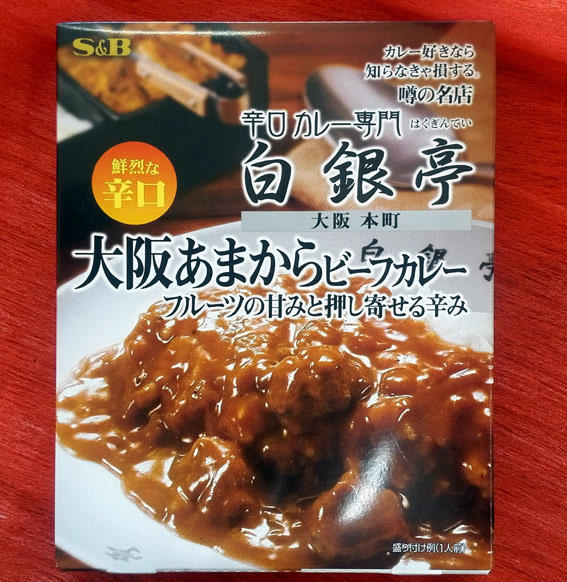 S&B
カレー好きなら
知らなきゃ損する。
噂の名店
辛口 カレー専門
はくぎんてい
白銀亭
大阪 本町
鮮烈な
辛口
大阪あまからビーフカレー
フルーツの甘みと押し寄せる辛み
白銀亭
盛り付け例(1人前)